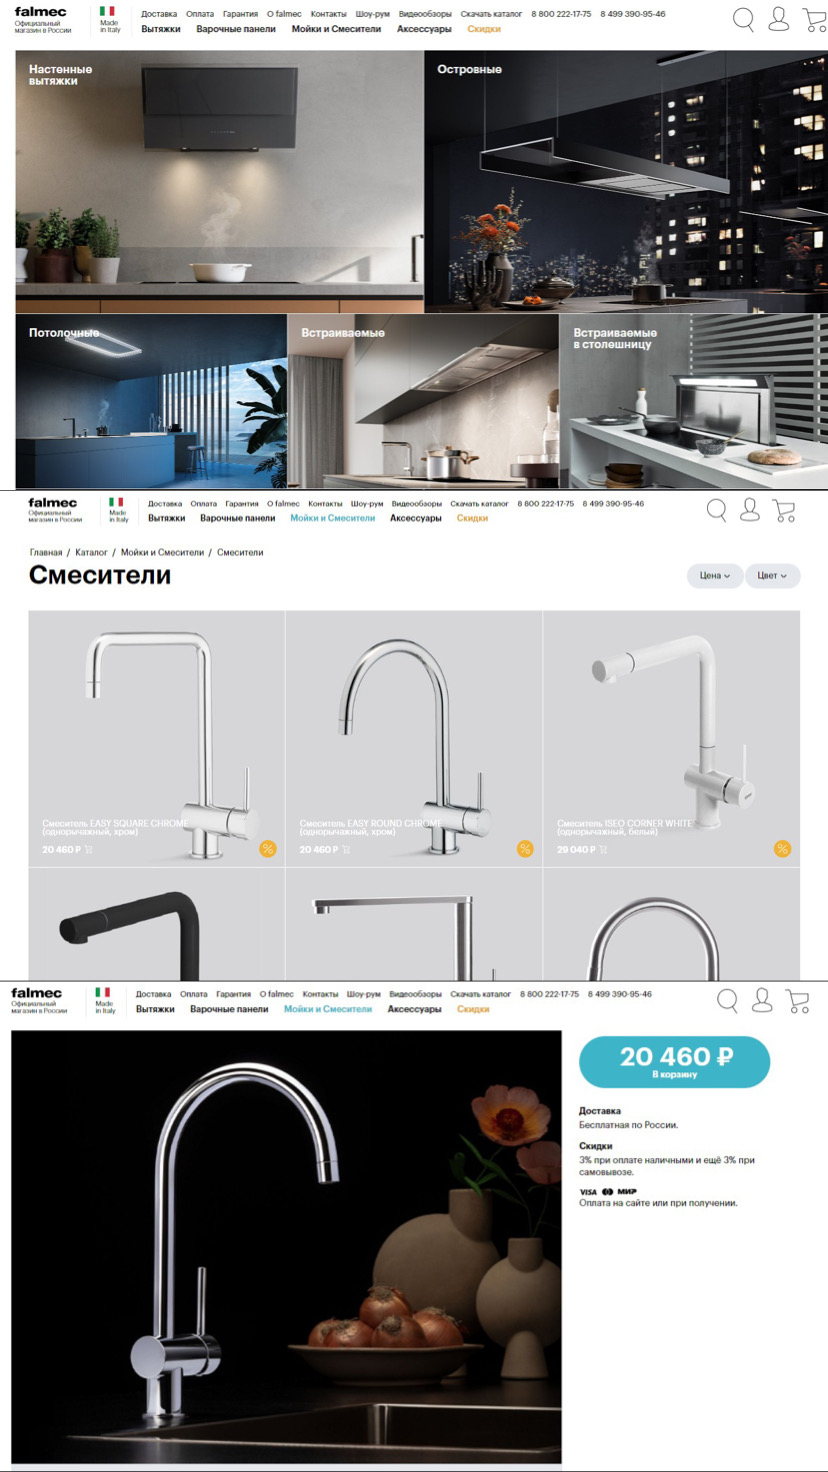 falmec
Официальный
магазин в России
Made
in Italy
Доставка Оплата Гарантия О falmec Контакты Шоу-рум Видеообзоры Скачать каталог 8 800 222-17-75 8 499 390-95-46
Вытяжки Варочные панели Мойки и Смесители Аксессуары Скидки
Настенные
вытяжки
Островные
Потолочные
Встраиваемые
Встраиваемые
в столешницу
falmec
Официальный
магазин в России
Made
in Italy
Доставка Оплата Гарантия О falmec Контакты Шоу-рум Видеообзоры Скачать каталог 8 800 222-17-75 8 499 390-95-46
Вытяжки Варочные панели Мойки и Смесители Аксессуары Скидки
Главная / Каталог / Мойки и Смесители / Смесители
Смесители
Цена Цвет
Смеситель EASY SQUARE CHROME
(однорычажный, хром)
20 460 ₽
%
Смеситель EASY ROUND CHROME
(однорычажный, хром)
20 460 ₽
%
Смеситель ISEO CORNER WHITE
(однорычажный, белый)
29 040 ₽
%
falmec
Официальный
магазин в России
Made
in Italy
Доставка Оплата Гарантия О falmec Контакты Шоу-рум Видеообзоры Скачать каталог 8 800 222-17-75 8 499 390-95-46
Вытяжки Варочные панели Мойки и Смесители Аксессуары Скидки
20 460 ₽
В корзину
Доставка
Бесплатная по России.
Скидки
3% при оплате наличными и ещё 3% при
самовывозе.
VISA МИР
Оплата на сайте или при получении.